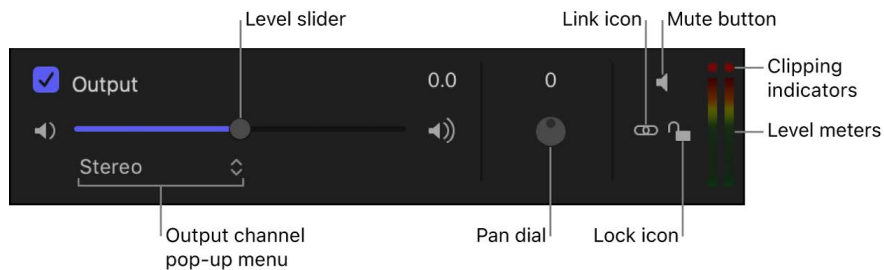 Level slider
Link icon
Mute button
Output
0.0
0
Clipping
indicators
Level meters
Stereo
Output channel
pop-up menu
Pan dial
Lock icon